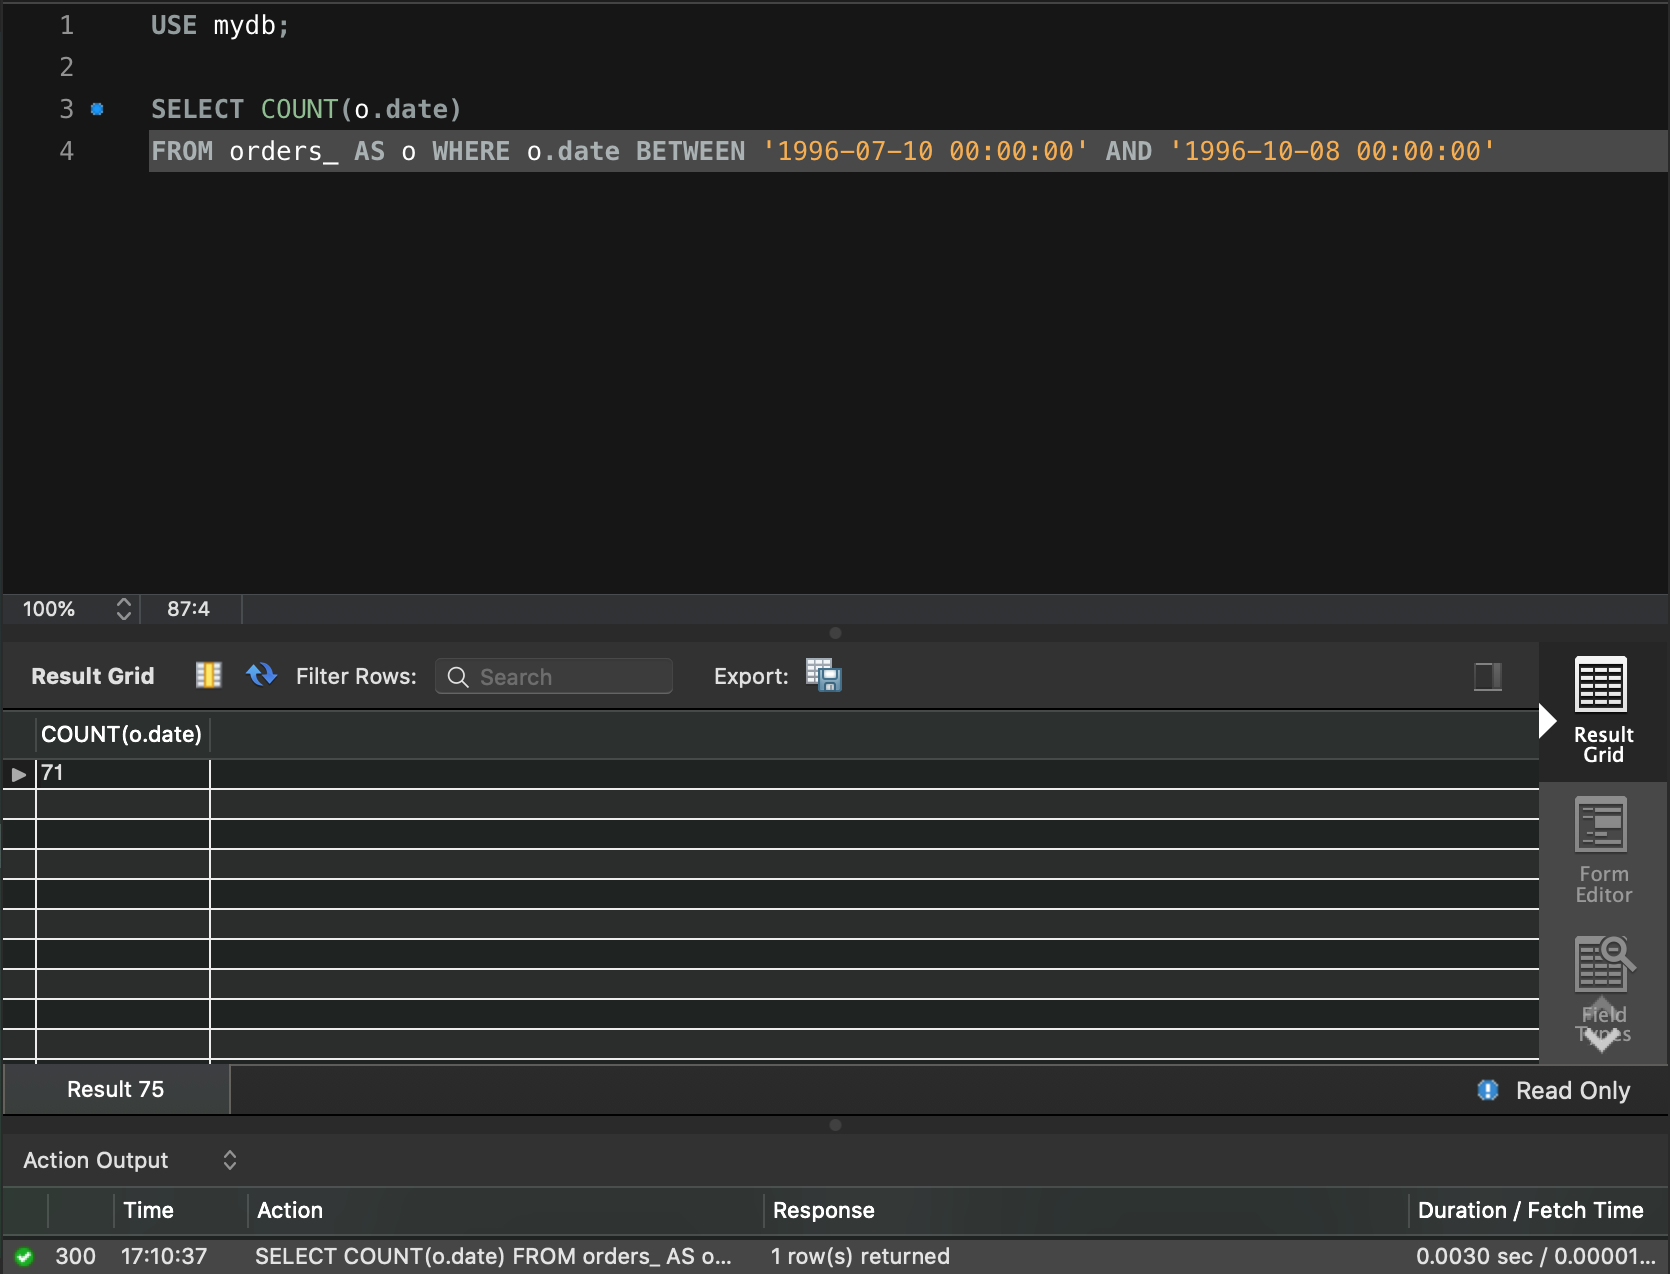 1 USE mydb;
2
3 SELECT COUNT(o.date)
4 FROM orders_ AS o WHERE o.date BETWEEN '1996-07-10 00:00:00' AND '1996-10-08 00:00:00'
100% 87:4
Result Grid Filter Rows: Search Export:
COUNT(o.date)
71
Result
Grid
Form
Editor
Field
Types
Result 75 Read Only
Action Output
Time Action Response Duration / Fetch Time
300 17:10:37 SELECT COUNT(o.date) FROM orders_ AS o... 1 row(s) returned 0.0030 sec / 0.00001...